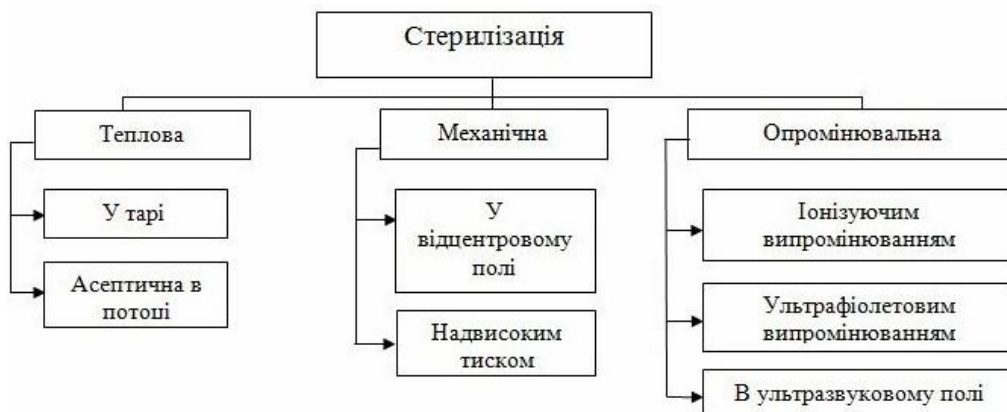 Стерилізація
Теплова
Механічна
Опромінювальна
У тарі
Асептична в
потоці
У
відцентровому
полі
Надвисоким
тиском
Іонізуючим
випромінюванням
Ультрафіолетовим
випромінюванням
В ультразвуковому полі